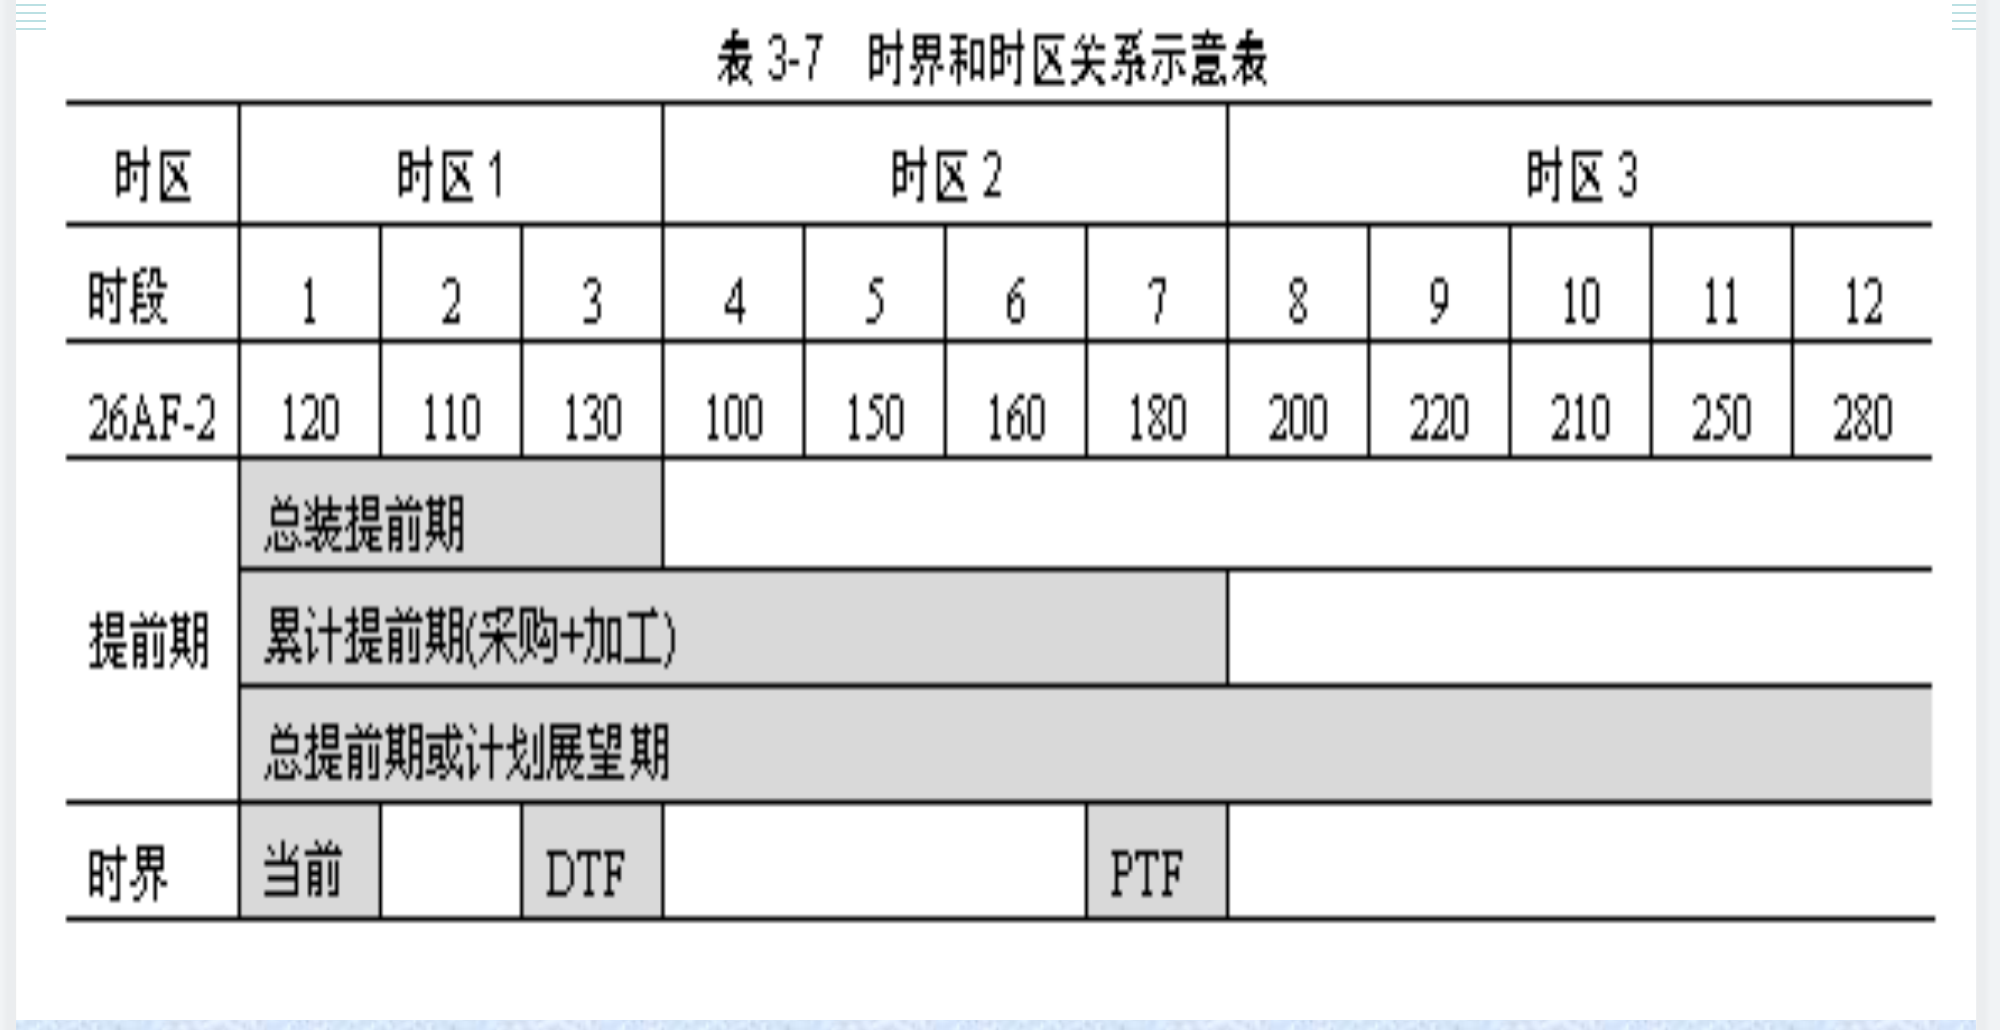 表 3-7 时界和时区关系示意表
时区 时区 1 时区 2 时区 3
时段 1 2 3 4 5 6 7 8 9 10 11 12
26AF-2 120 110 130 100 150 160 180 200 220 210 250 280
总装提前期
提前期 累计提前期(采购+加工)
总提前期或计划展望期
时界 当前 DTF PTF